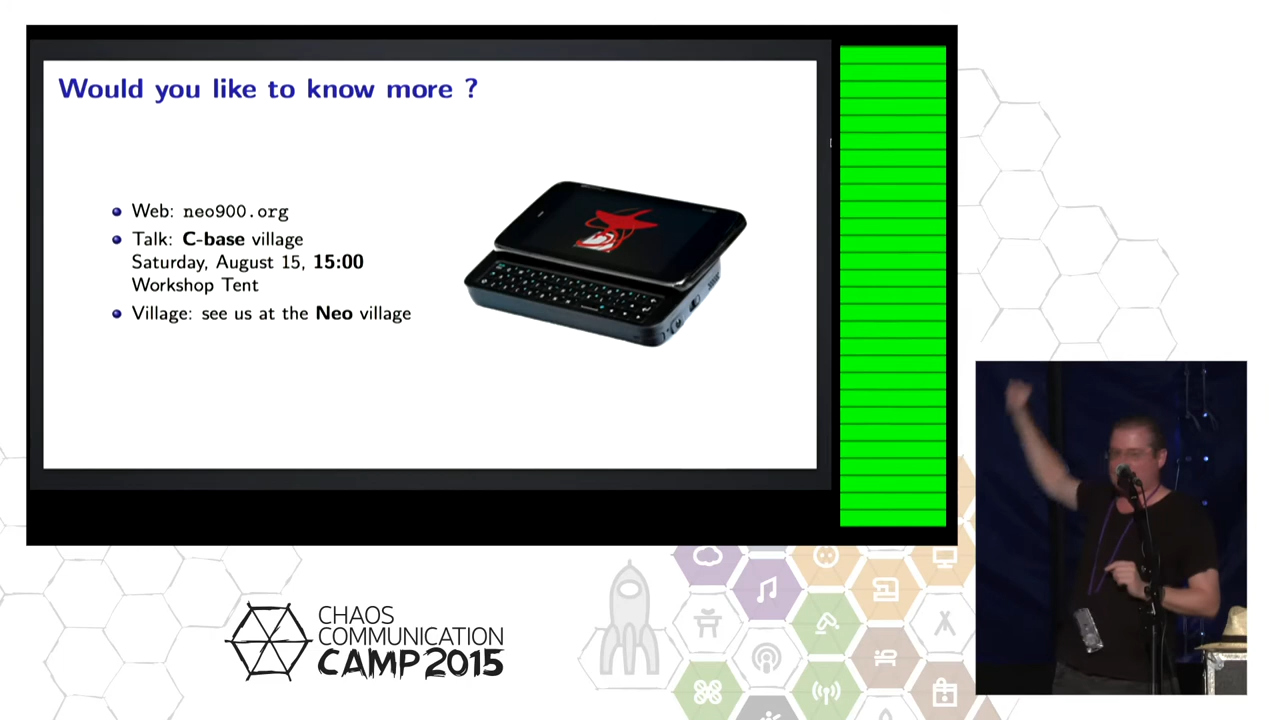 Would you like to know more ?
Web: neo900.org
Talk: C-base village
Saturday, August 15, 15:00
Workshop Tent
Village: see us at the Neo village
CHAOS
COMMUNICATION
CAMP 2015